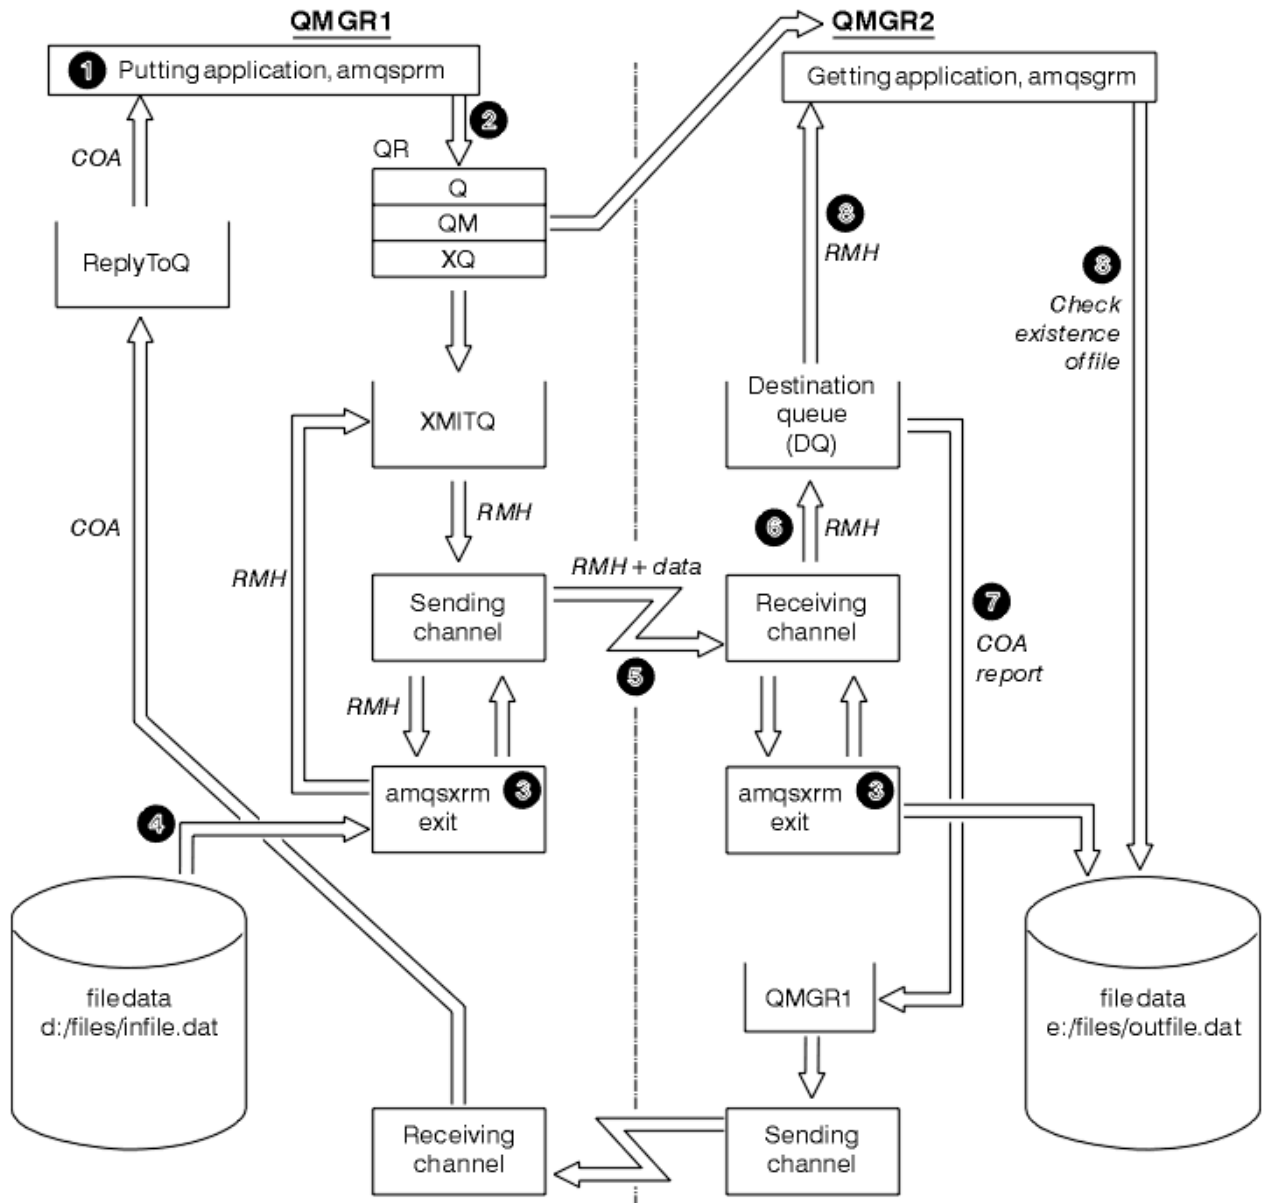 QMGR1
QMGR2
1 Putting application, amqsprm
Getting application, amqsgrm
2
COA
QR
Q
QM
XQ
ReplyToQ
8
RMH
8
Check
existence
of file
XMITQ
Destination
queue
(DQ)
RMH
COA
RMH
6
RMH
RMH + data
Sending
channel
Receiving
channel
7
COA
report
5
RMH
amqsxrm
exit
3
amqsxrm
exit
3
4
file data
d:/files/infile.dat
QMGR1
file data
e:/files/outfile.dat
Receiving
channel
Sending
channel